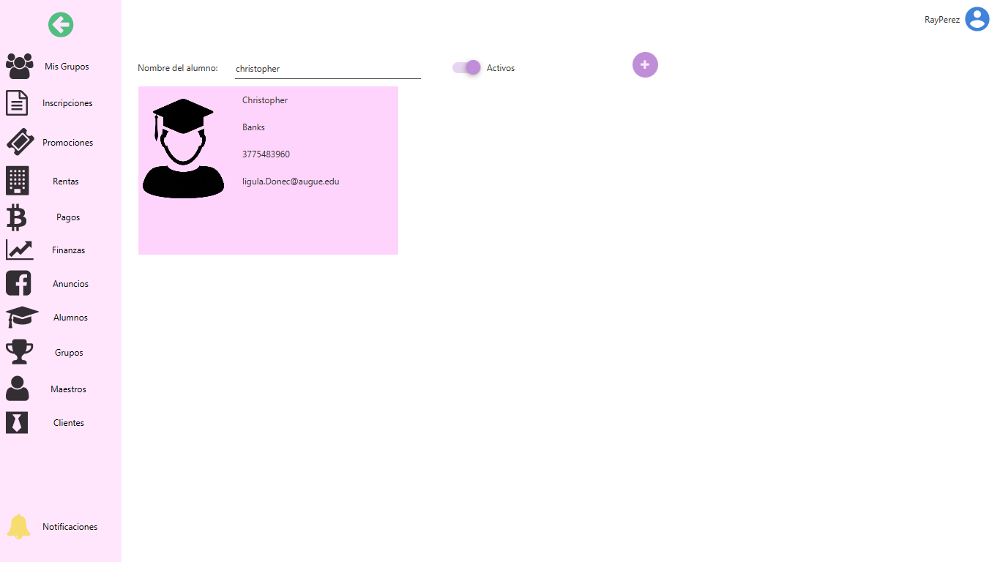 RayPerez
Mis Grupos
Inscripciones
Promociones
Rentas
Pagos
Finanzas
Anuncios
Alumnos
Grupos
Maestros
Clientes
Notificaciones
Nombre del alumno: christopher
Activos
Christopher
Banks
3775483960
ligula.Donec@augue.edu